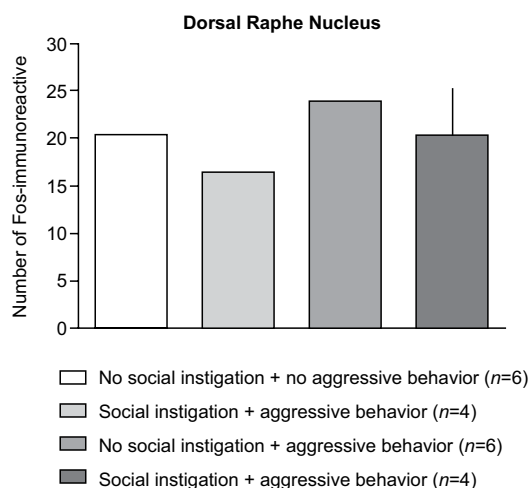 Dorsal Raphe Nucleus
Number of Fos-immunoreactive
30
25
20
15
10
5
0
No social instigation + no aggressive behavior (n=6)
Social instigation + aggressive behavior (n=4)
No social instigation + aggressive behavior (n=6)
Social instigation + aggressive behavior (n=4)